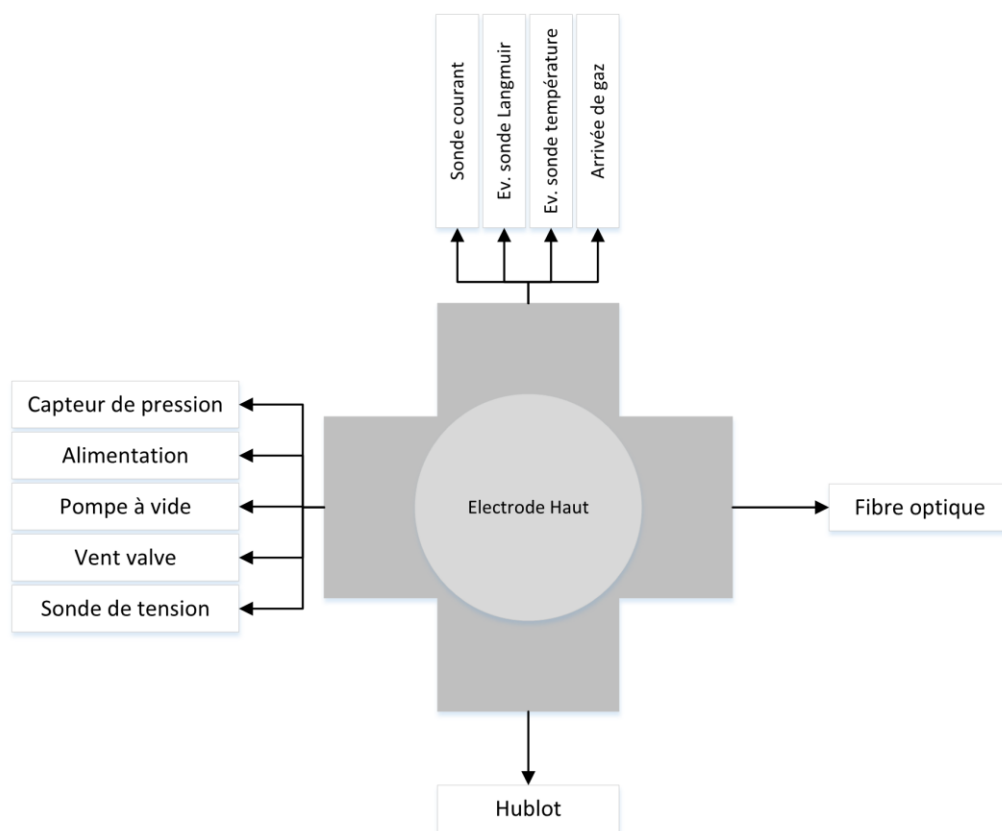 Sonde courant
Ev. sonde Langmuir
Ev. sonde température
Arrivée de gaz
Capteur de pression
Alimentation
Pompe à vide
Vent valve
Sonde de tension
Electrode Haut
Fibre optique
Hublot